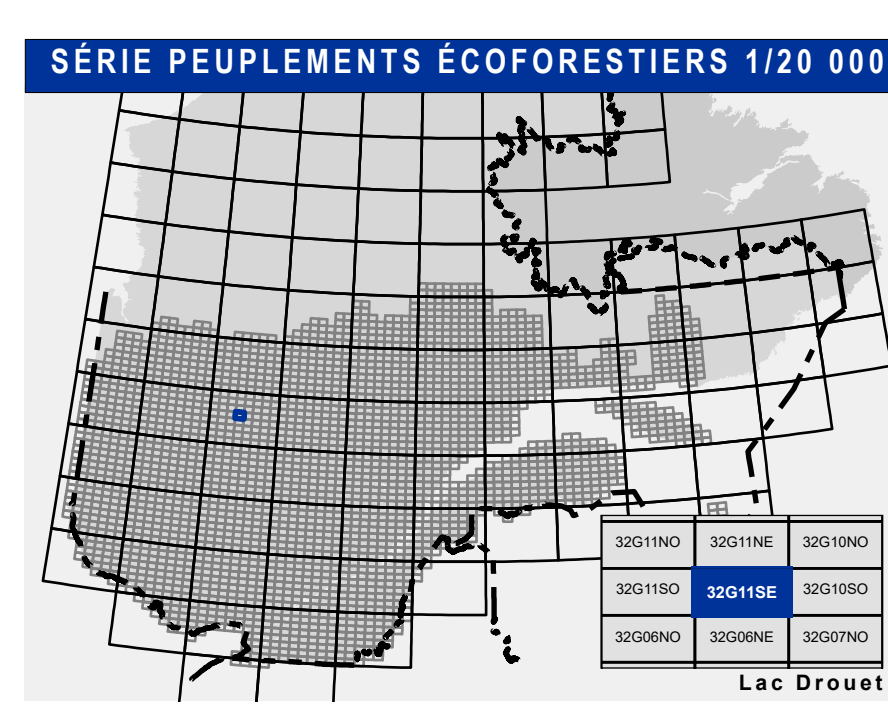 SÉRIE PEUPLEMENTS ÉCOFORESTIERS 1/20 000
32G11NO 32G11NE 32G10NO
32G11SO 32G11SE 32G10SO
32G06NO 32G06NE 32G07NO
Lac Drouet